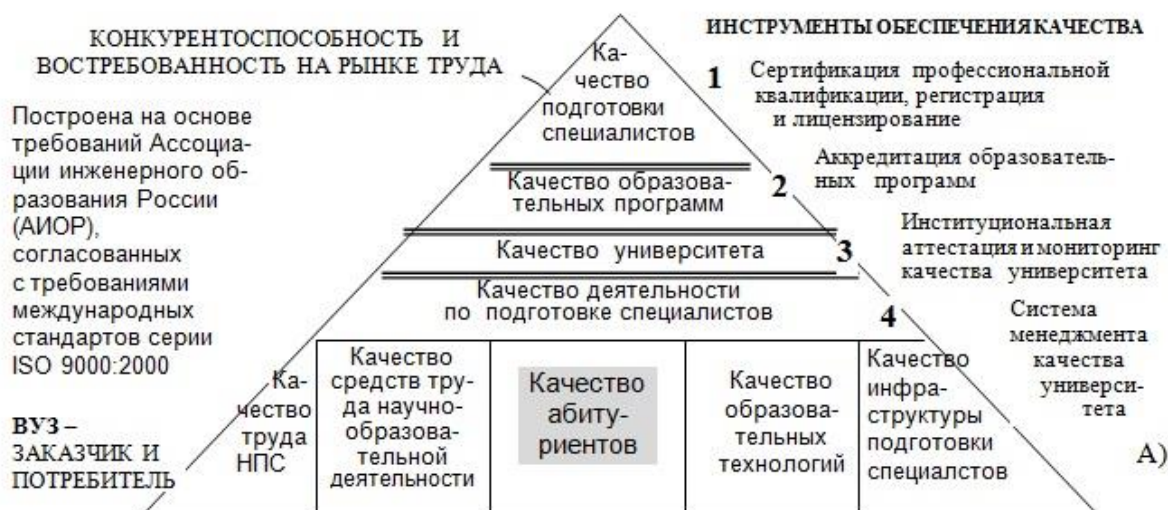 КОНКУРЕНТОСПОСОБНОСТЬ И
ВОСТРЕБОВАННОСТЬ НА РЫНКЕ ТРУДА
Построена на основе
требований Ассоциа-
ции инженерного об-
разования России
(АИОР),
согласованных
с требованиями
международных
стандартов серии
ISO 9000:2000
ВУЗ –
ЗАКАЗЧИК И
ПОТРЕБИТЕЛЬ
Ка-
чество
подготовки
специалистов
Качество образова-
тельных программ
Качество университета
Качество деятельности
по подготовке специалистов
Ка-
чество
труда
НПС
Качество
средств тру-
да научно-
образова-
тельной
деятельности
Качество
абиту-
риентов
Качество
образова-
тельных
технологий
Качество
инфра-
структуры
подготовки
специалстов
ИНСТРУМЕНТЫ ОБЕСПЕЧЕНИЯ КАЧЕСТВА
1
Сертификация профессиональной
квалификации, регистрация
и лицензирование
2
Аккредитация образователь-
ных программ
3
Институциональная
аттестация и мониторинг
качества университета
4
Система
менеджмента
качества
универси-
тета
А)